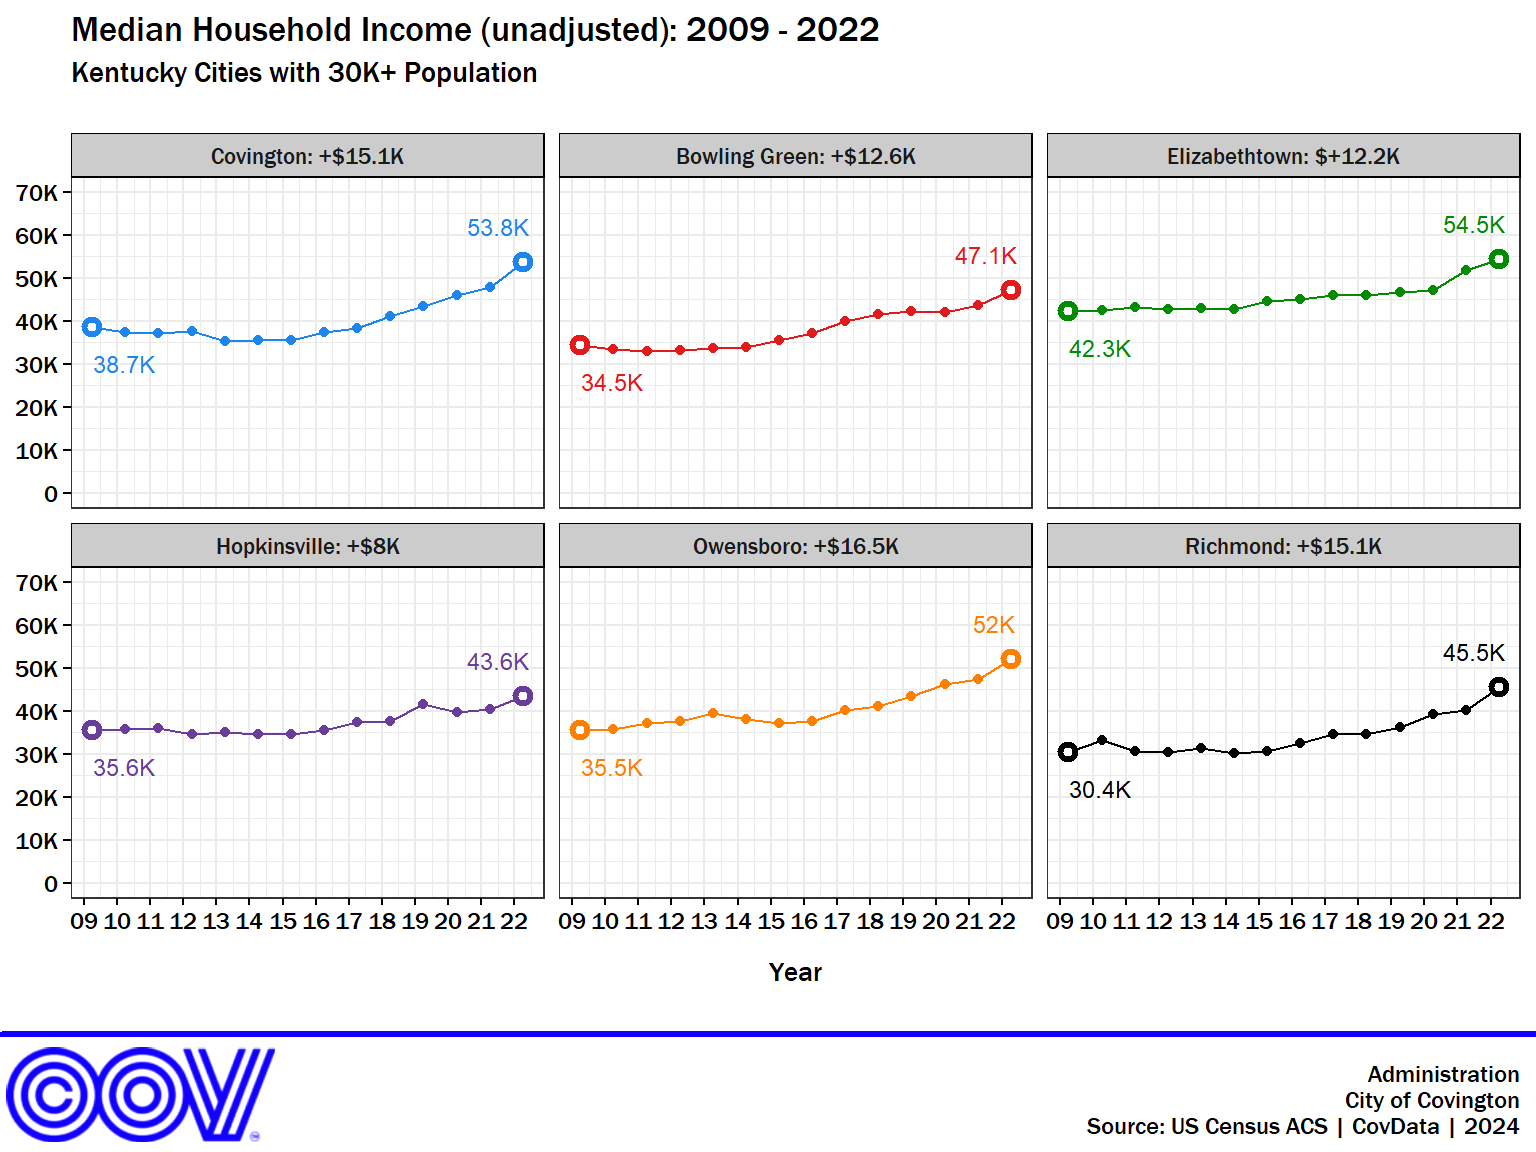 Median Household Income (unadjusted): 2009 - 2022
Kentucky Cities with 30K+ Population
Covington: +$15.1K
Bowling Green: +$12.6K
Elizabethtown: $+12.2K
70K
60K
50K
40K
30K
20K
10K
0
53.8K
38.7K
47.1K
34.5K
54.5K
42.3K
Hopkinsville: +$8K
Owensboro: +$16.5K
Richmond: +$15.1K
70K
60K
50K
40K
30K
20K
10K
0
43.6K
35.6K
52K
35.5K
45.5K
30.4K
09 10 11 12 13 14 15 16 17 18 19 20 21 22
09 10 11 12 13 14 15 16 17 18 19 20 21 22
09 10 11 12 13 14 15 16 17 18 19 20 21 22
Year
COV
Administration
City of Covington
Source: US Census ACS | CovData | 2024